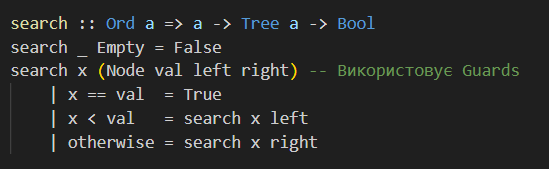 search :: Ord a => a -> Tree a -> Bool
search _ Empty = False
search x (Node val left right) -- Використовує Guards
    | x == val  = True
    | x < val   = search x left
    | otherwise = search x right